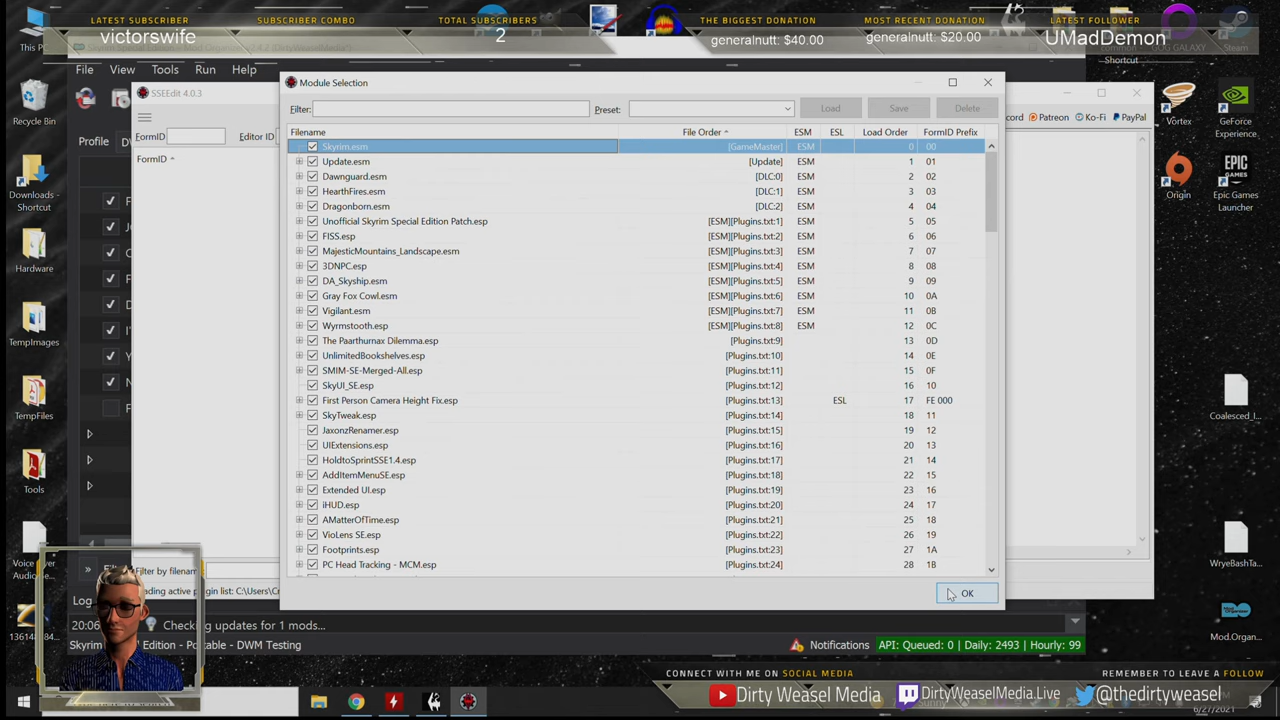 LATEST SUBSCRIBER
victorswife
SUBSCRIBER COMBO
TOTAL SUBSCRIBERS
2
THE BIGGEST DONATION
generalnutt: $40.00
MOST RECENT DONATION
generalnutt: $20.00
LATEST FOLLOWER
UMadDemon
This PC
Shortcut
GOG GALAXY
Steam
File View Tools Run Help
Module Selection
SSEEdit 4.0.3
Filter:
Preset:
Load
Save
Delete
Patreon Ko-Fi PayPal
Recycle Bin
Vortex
GeForce Experience
Profile
FormID
Editor ID
FormID
Filename File Order ESM ESL Load Order FormID Prefix
Skyrim.esm [GameMaster] ESM 0 00
Update.esm [Update] ESM 1 01
Dawnguard.esm [DLC:0] ESM 2 02
HearthFires.esm [DLC:1] ESM 3 03
Dragonborn.esm [DLC:2] ESM 4 04
Unofficial Skyrim Special Edition Patch.esp [ESM][Plugins.txt:1] ESM 5 05
FISS.esp [ESM][Plugins.txt:2] ESM 6 06
MajesticMountains_Landscape.esm [ESM][Plugins.txt:3] ESM 7 07
3DNPC.esp [ESM][Plugins.txt:4] ESM 8 08
DA_Skyship.esm [ESM][Plugins.txt:5] ESM 9 09
Gray Fox Cowl.esm [ESM][Plugins.txt:6] ESM 10 0A
Vigilant.esm [ESM][Plugins.txt:7] ESM 11 0B
Wyrmstooth.esp [ESM][Plugins.txt:8] ESM 12 0C
The Paarthurnax Dilemma.esp [Plugins.txt:9] 13 0D
UnlimitedBookshelves.esp [Plugins.txt:10] 14 0E
SMIM-SE-Merged-All.esp [Plugins.txt:11] 15 0F
SkyUI_SE.esp [Plugins.txt:12] 16 10
First Person Camera Height Fix.esp [Plugins.txt:13] ESL 17 FE 000
SkyTweak.esp [Plugins.txt:14] 18 11
JaxonzRenamer.esp [Plugins.txt:15] 19 12
UIExtensions.esp [Plugins.txt:16] 20 13
HoldtoSprintSSE1.4.esp [Plugins.txt:17] 21 14
AddItemMenuSE.esp [Plugins.txt:18] 22 15
Extended UI.esp [Plugins.txt:19] 23 16
iHUD.esp [Plugins.txt:20] 24 17
AMatterOfTime.esp [Plugins.txt:21] 25 18
VioLens SE.esp [Plugins.txt:22] 26 19
Footprints.esp [Plugins.txt:23] 27 1A
PC Head Tracking - MCM.esp [Plugins.txt:24] 28 1B
OK
Downloads - Shortcut
Epic Games Launcher
Hardware
TempImages
TempFiles
Tools
Coalesced_I...
WryeBashTa...
Mod.Organ...
Filter by filename
ading active plugin list: C:\Users\C
Log
20:06
Checking updates for 1 mods...
Notifications
API: Queued: 0 | Daily: 2493 | Hourly: 99
Edition - Portable - DWM Testing
CONNECT WITH ME ON SOCIAL MEDIA
REMEMBER TO LEAVE A FOLLOW
Dirty Weasel Media
DirtyWeaselMedia.Live
@thedirtyweasel
6/27/2021